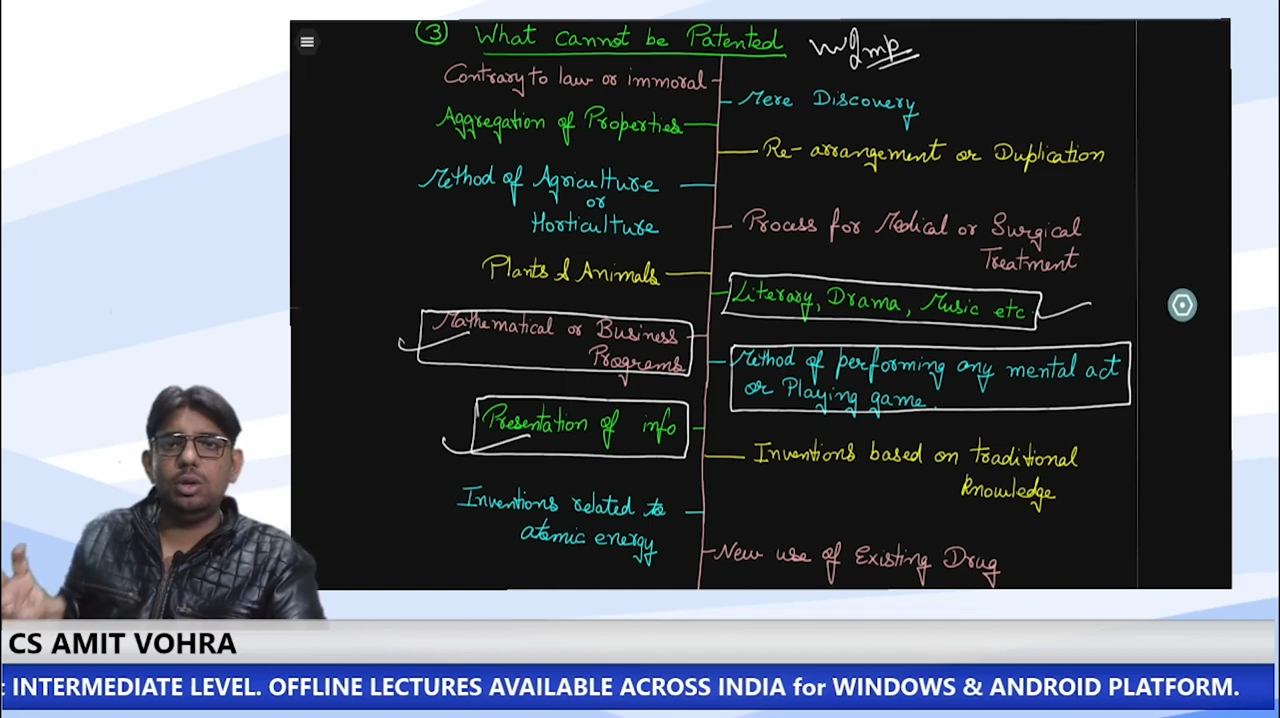 ③ What Cannot be Patented
Contrary to law or immoral
Mere Discovery
Aggregation of Properties
Re-arrangement or Duplication
Method of Agriculture
or
Horticulture
Process for Medical or Surgical
Treatment
Plants & Animals
Literary, Drama, Music etc.
Mathematical or Business
Programs
Method of performing any mental act
or Playing game.
Presentation of info
Inventions based on traditional
knowledge
Inventions related to
atomic energy
New use of Existing Drug
CS AMIT VOHRA
: INTERMEDIATE LEVEL. OFFLINE LECTURES AVAILABLE ACROSS INDIA for WINDOWS & ANDROID PLATFORM.